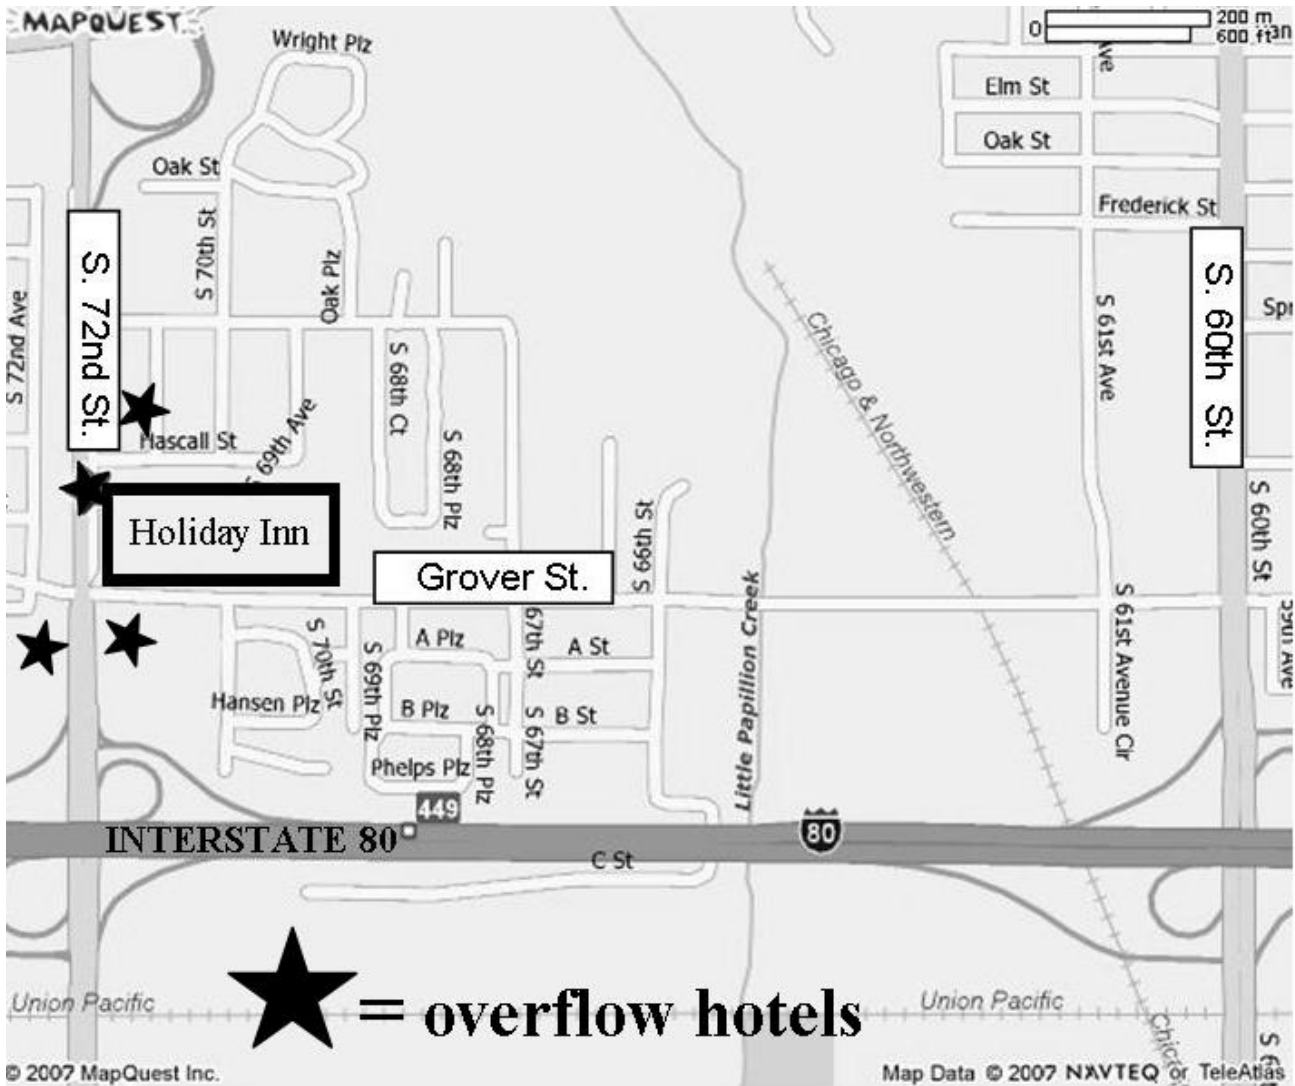 MAPQUEST
0
200 m
600 ft
Wright Plz
Ave
Elm St
Oak St
Oak St
Frederick St
S 70th St
Oak Plz
S. 72nd St.
S 72nd Ave
S. 60th St.
S 61st Ave
Chicago & Northwestern
S 68th Ct
Hascall St
S 69th Ave
S 68th Plz
Holiday Inn
S 66th St
S 60th St
Grover St.
Little Papillion Creek
S 61st Avenue Cir
59th Ave
A Plz
67th St
A St
S 70th St
S 69th Plz
Hansen Plz
B Plz
S 68th Plz
S 67th St
B St
Phelps Plz
449
INTERSTATE 80
80
C St
= overflow hotels
Union Pacific
Union Pacific
© 2007 MapQuest Inc.
Map Data © 2007 NAVTEQ or TeleAtlas